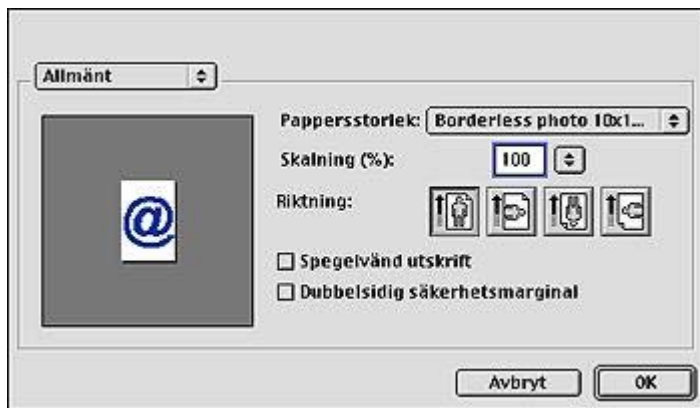 Allmänt
Pappersstorlek: Borderless photo 10x1...
Skalning (%): 100
@
Riktning:
Spegelvänd utskrift
Dubbelsidig säkerhetsmarginal
Avbryt OK